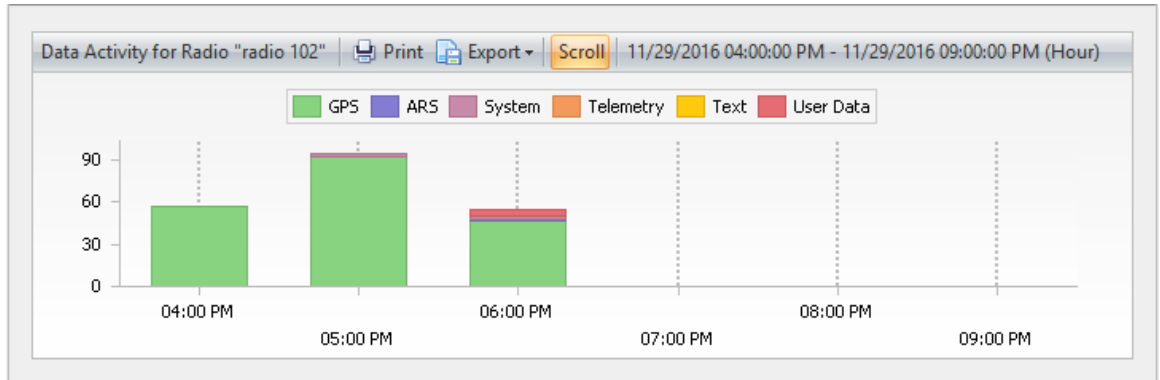 Data Activity for Radio "radio 102" Print Export Scroll 11/29/2016 04:00:00 PM - 11/29/2016 09:00:00 PM (Hour)
GPS ARS System Telemetry Text User Data
90
60
30
0
04:00 PM 06:00 PM 08:00 PM
05:00 PM 07:00 PM 09:00 PM